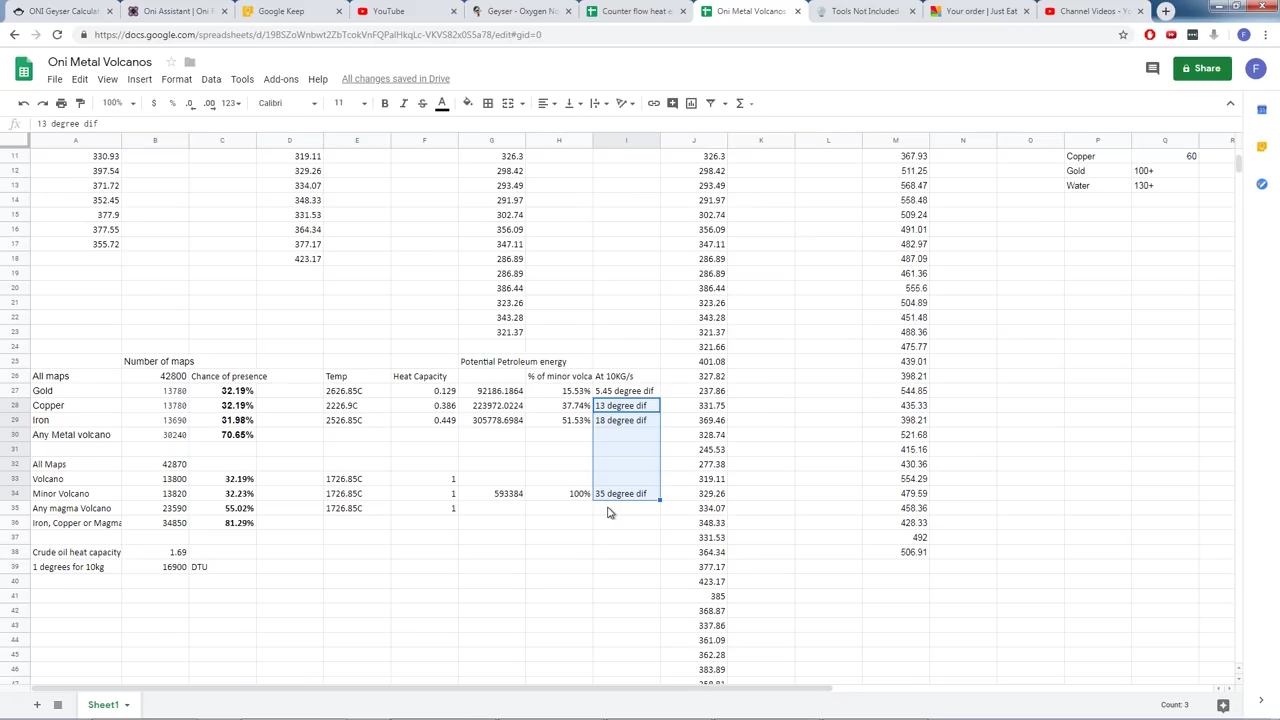 ONI Geyser Calculat
Oni Assistant | Oni F
Google Keep
YouTube
Geyser - Oxygen No
Counter flow heat e
Oni Metal Volcanos
Tools Not Included
Your Order | Just Eat
Channel Videos - Yo
https://docs.google.com/spreadsheets/d/19BSZoWnbwt2ZbTcokVnFQPalHkqLc-VKVS82x0S5a78/edit#gid=0
Oni Metal Volcanos
File Edit View Insert Format Data Tools Add-ons Help All changes saved in Drive
Share
F
100% $ % .0 .00 123 Calibri 11 B I S A
fx 13 degree dif
A B C D E F G H I J K L M N O P Q R
11 330.93 319.11 326.3 326.3 367.93 Copper 60
12 397.54 329.26 298.42 298.42 511.25 Gold 100+
13 371.72 334.07 293.49 293.49 568.47 Water 130+
14 352.45 348.33 291.97 291.97 558.48
15 377.9 331.53 302.74 302.74 509.24
16 377.55 364.34 356.09 356.09 491.01
17 355.72 377.17 347.11 347.11 482.97
18 423.17 286.89 286.89 487.09
19 286.89 286.89 461.36
20 386.44 386.44 555.6
21 323.26 323.26 504.89
22 343.28 343.28 451.48
23 321.37 321.37 488.36
24 321.66 475.77
25 Number of maps Potential Petroleum energy 401.08 439.01
26 All maps 42800 Chance of presence Temp Heat Capacity % of minor volca At 10KG/s 327.82 398.21
27 Gold 13780 32.19% 2626.85C 0.129 92186.1864 15.53% 5.45 degree dif 237.86 544.85
28 Copper 13780 32.19% 2226.9C 0.386 223972.0224 37.74% 13 degree dif 331.75 435.33
29 Iron 13690 31.98% 2526.85C 0.449 305778.6984 51.53% 18 degree dif 369.46 398.21
30 Any Metal volcano 30240 70.65% 328.74 521.68
31 245.53 415.16
32 All Maps 42870 277.38 430.36
33 Volcano 13800 32.19% 1726.85C 1 319.11 554.29
34 Minor Volcano 13820 32.23% 1726.85C 1 593384 100% 35 degree dif 329.26 479.59
35 Any magma Volcano 23590 55.02% 1726.85C 1 334.07 458.36
36 Iron, Copper or Magma 34850 81.29% 348.33 428.33
37 331.53 492
38 Crude oil heat capacity 1.69 364.34 506.91
39 1 degrees for 10kg 16900 DTU 377.17
40 423.17
41 385
42 368.87
43 337.86
44 361.09
45 362.28
46 383.89
Sheet1
Count: 3